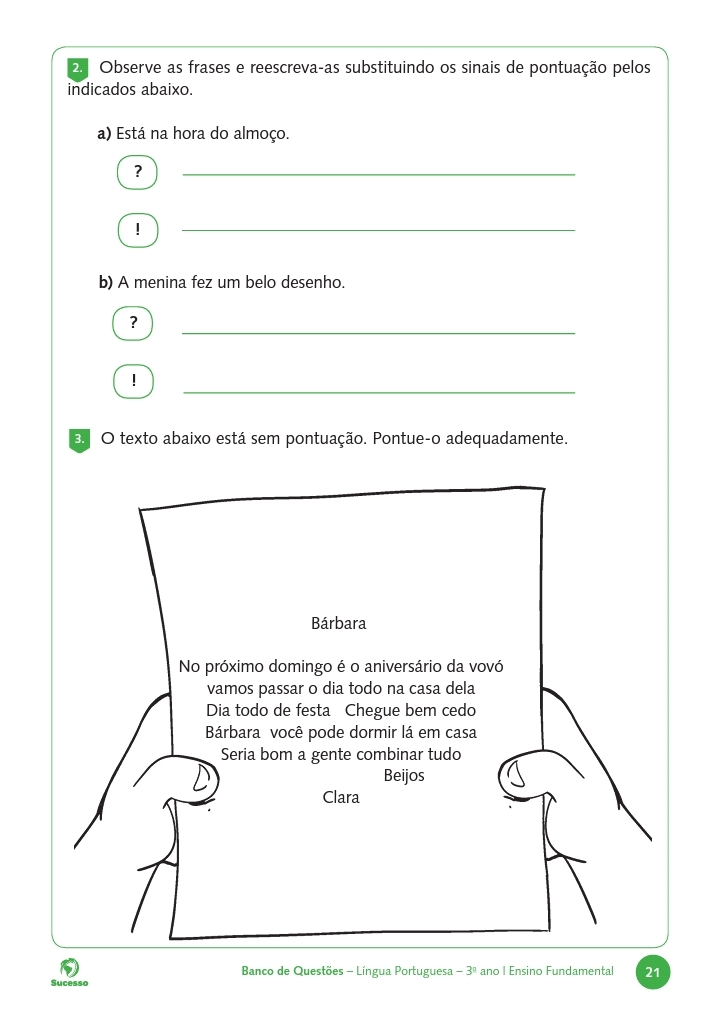 2. Observe as frases e reescreva-as substituindo os sinais de pontuação pelos
indicados abaixo.
a) Está na hora do almoço.
?
!
b) A menina fez um belo desenho.
?
!
3. O texto abaixo está sem pontuação. Pontue-o adequadamente.
Bárbara
No próximo domingo é o aniversário da vovó
vamos passar o dia todo na casa dela
Dia todo de festa   Chegue bem cedo
Bárbara  você pode dormir lá em casa
Seria bom a gente combinar tudo
Beijos
Clara
Sucesso
Banco de Questões – Língua Portuguesa – 3º ano I Ensino Fundamental
21